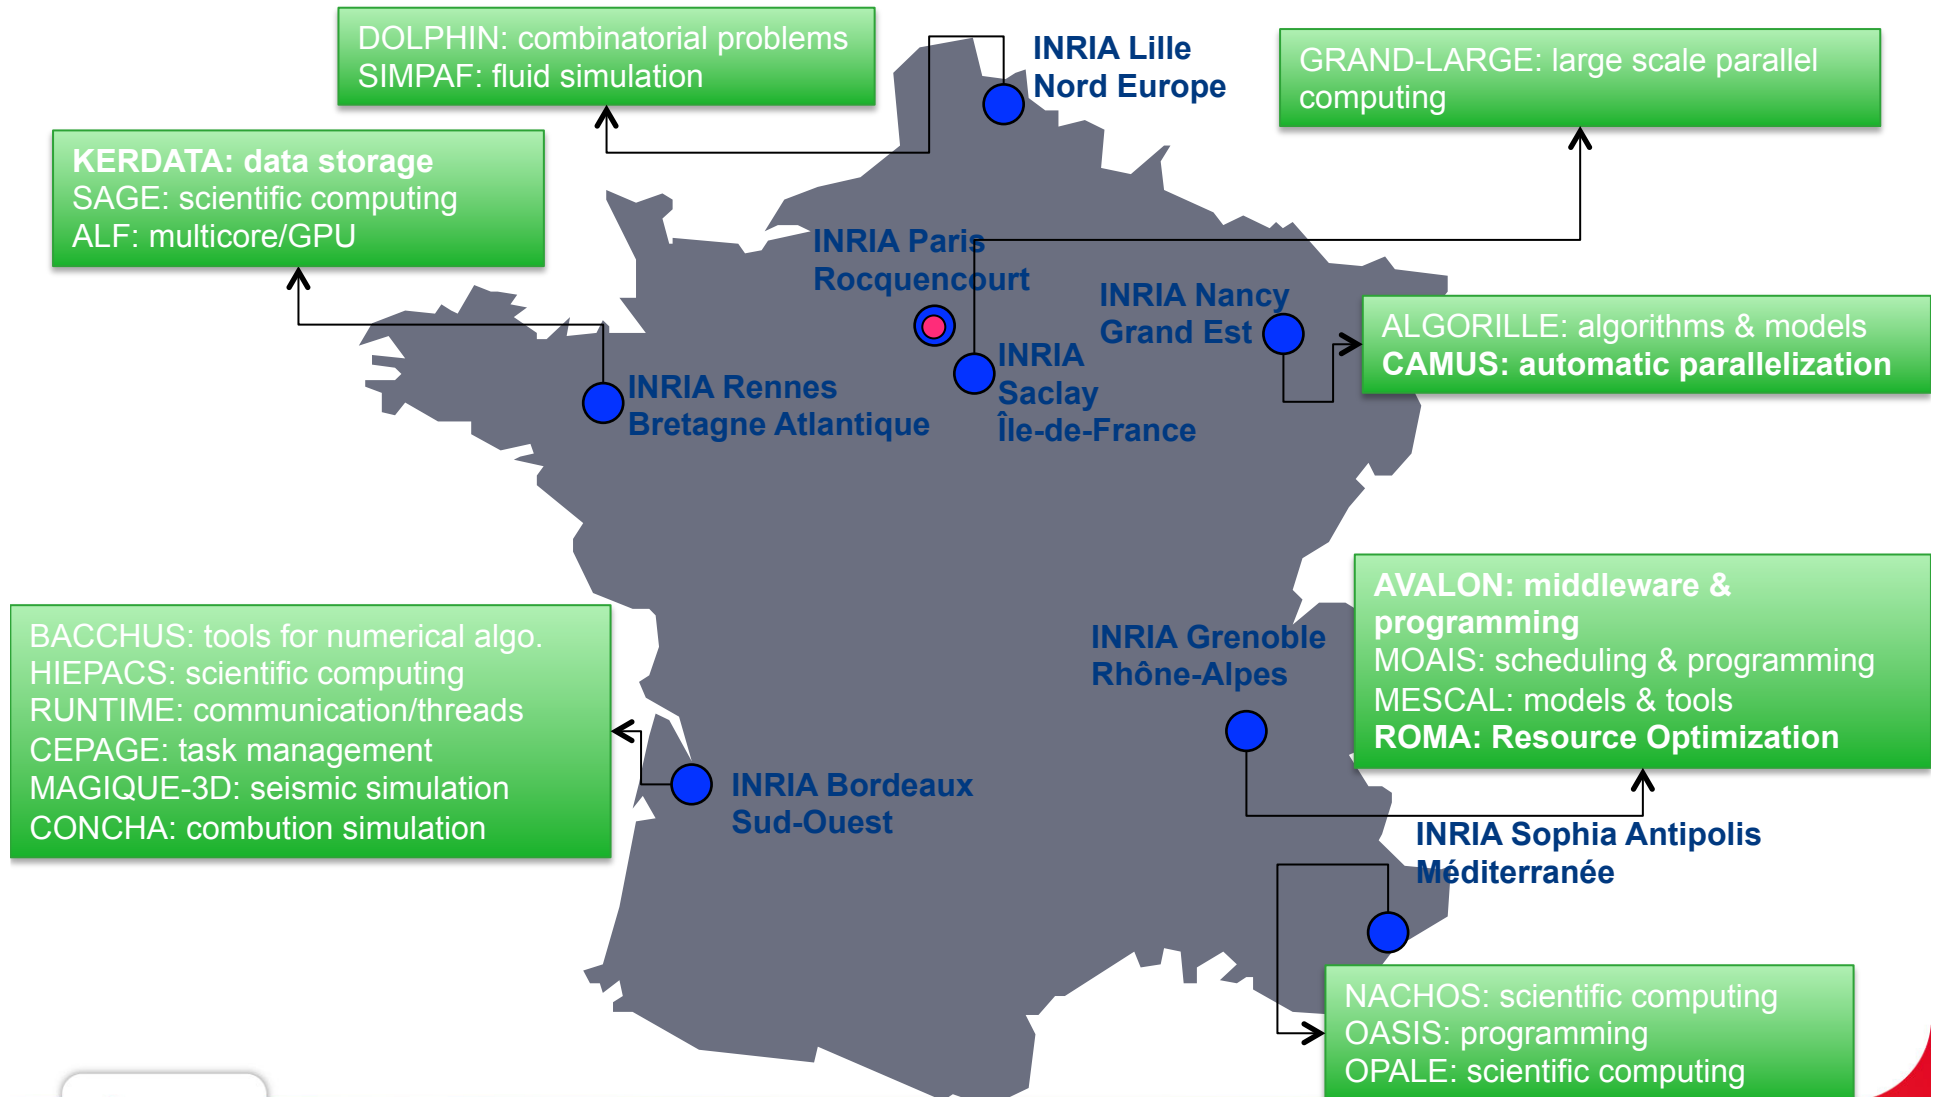 DOLPHIN: combinatorial problems
SIMPAF: fluid simulation
INRIA Lille
Nord Europe
GRAND-LARGE: large scale parallel
computing
KERDATA: data storage
SAGE: scientific computing
ALF: multicore/GPU
INRIA Paris
Rocquencourt
INRIA Nancy
Grand Est
ALGORILLE: algorithms & models
CAMUS: automatic parallelization
INRIA
Saclay
Île-de-France
INRIA Rennes
Bretagne Atlantique
AVALON: middleware &
programming
MOAIS: scheduling & programming
MESCAL: models & tools
ROMA: Resource Optimization
INRIA Grenoble
Rhône-Alpes
BACCHUS: tools for numerical algo.
HIEPACS: scientific computing
RUNTIME: communication/threads
CEPAGE: task management
MAGIQUE-3D: seismic simulation
CONCHA: combution simulation
INRIA Bordeaux
Sud-Ouest
INRIA Sophia Antipolis
Méditerranée
NACHOS: scientific computing
OASIS: programming
OPALE: scientific computing